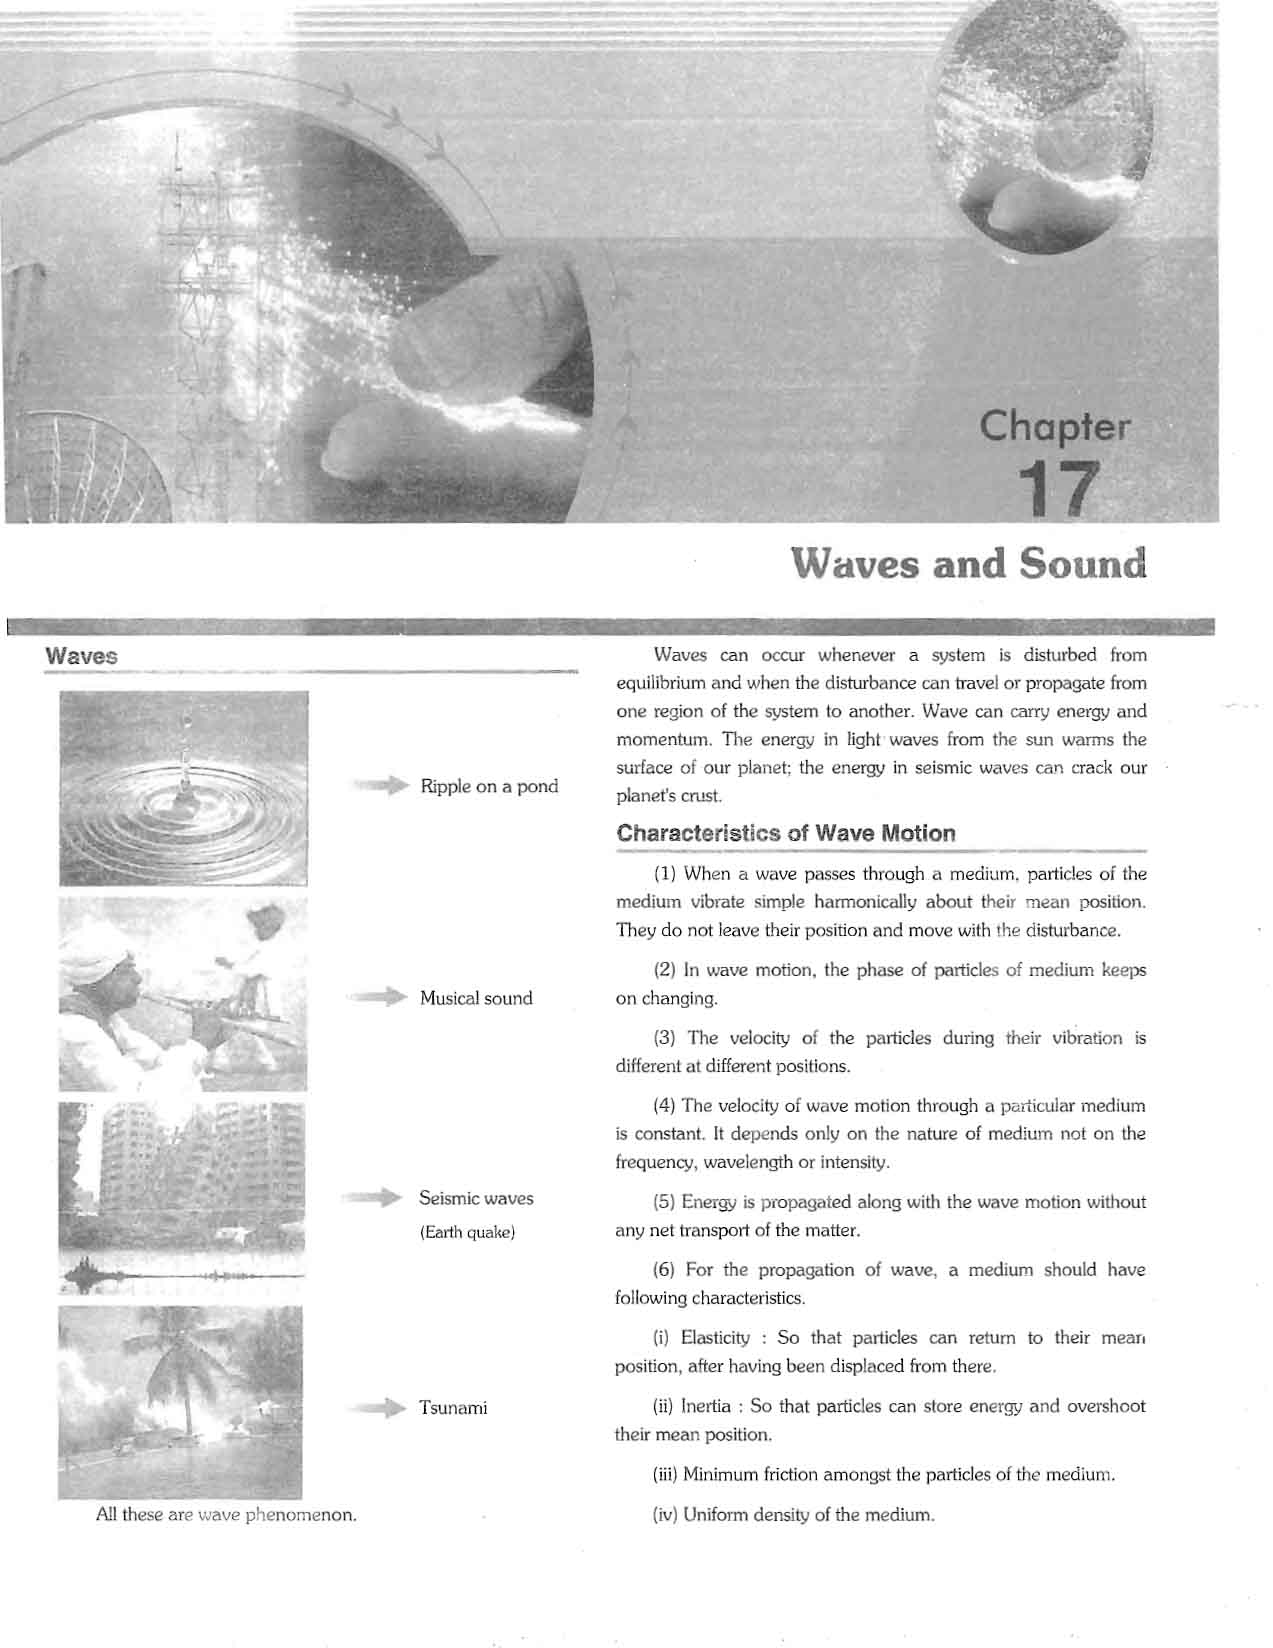 Chapter
17
Waves and Sound
Waves
Ripple on a pond
Musical sound
Seismic waves
(Earth quake)
Tsunami
All these are wave phenomenon.
Waves can occur whenever a system is disturbed from
equilibrium and when the disturbance can travel or propagate from
one region of the system to another. Wave can carry energy and
momentum. The energy in light waves from the sun warms the
surface of our planet; the energy in seismic waves can crack our
planet's crust.
Characteristics of Wave Motion
(1) When a wave passes through a medium, particles of the
medium vibrate simple harmonically about their mean position.
They do not leave their position and move with the disturbance.
(2) In wave motion, the phase of particles of medium keeps
on changing.
(3) The velocity of the particles during their vibration is
different at different positions.
(4) The velocity of wave motion through a particular medium
is constant. It depends only on the nature of medium not on the
frequency, wavelength or intensity.
(5) Energy is propagated along with the wave motion without
any net transport of the matter.
(6) For the propagation of wave, a medium should have
following characteristics.
(i) Elasticity : So that particles can return to their mean
position, after having been displaced from there.
(ii) Inertia : So that particles can store energy and overshoot
their mean position.
(iii) Minimum friction amongst the particles of the medium.
(iv) Uniform density of the medium.